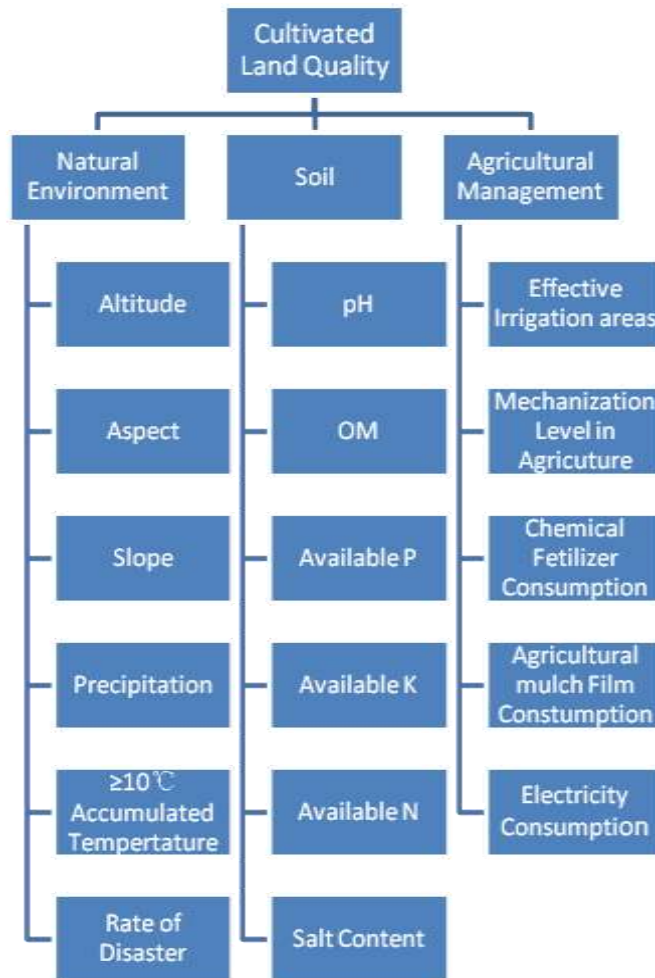 Cultivated
Land Quality
Natural
Environment
Soil
Agricultural
Management
Altitude
pH
Effective
Irrigation areas
Aspect
OM
Mechanization
Level in
Agricuture
Slope
Available P
Chemical
Fetilizer
Consumption
Precipitation
Available K
Agricultural
mulch Film
Constumption
≥10℃
Accumulated
Tempertature
Available N
Electricity
Consumption
Rate of
Disaster
Salt Content